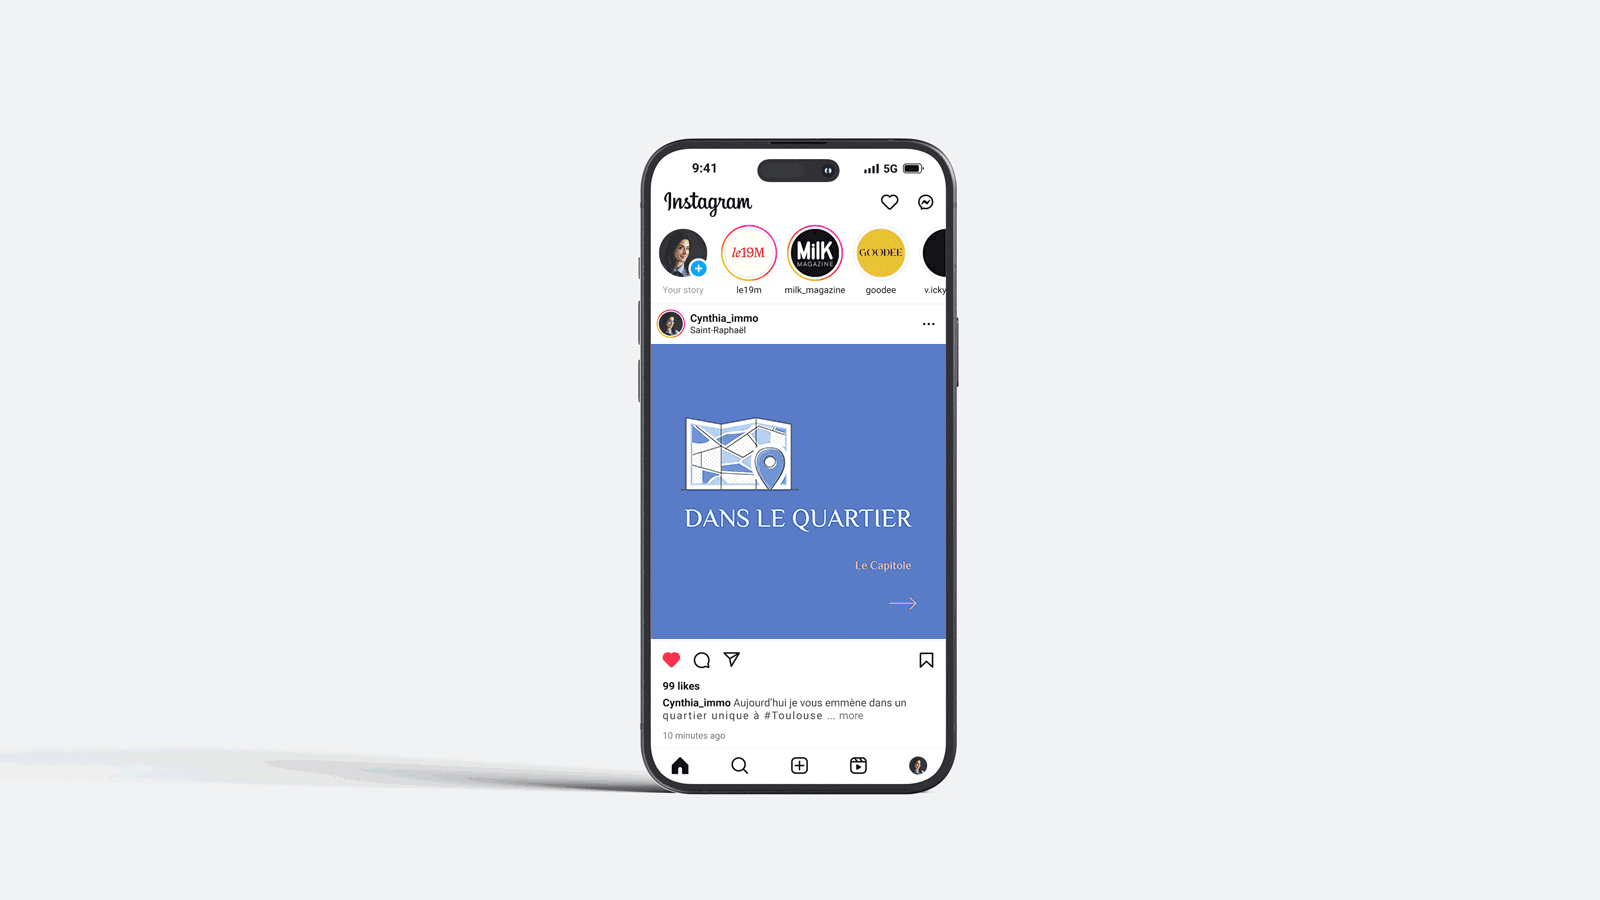 9:41 5G
Instagram
le19M MilK GOODEE
MAGAZINE
Your story le19m milk_magazine goodee v.icky
Cynthia_immo
Saint-Raphaël
DANS LE QUARTIER
Le Capitole
99 likes
Cynthia_immo Aujourd'hui je vous emmène dans un
quartier unique à #Toulouse ... more
10 minutes ago